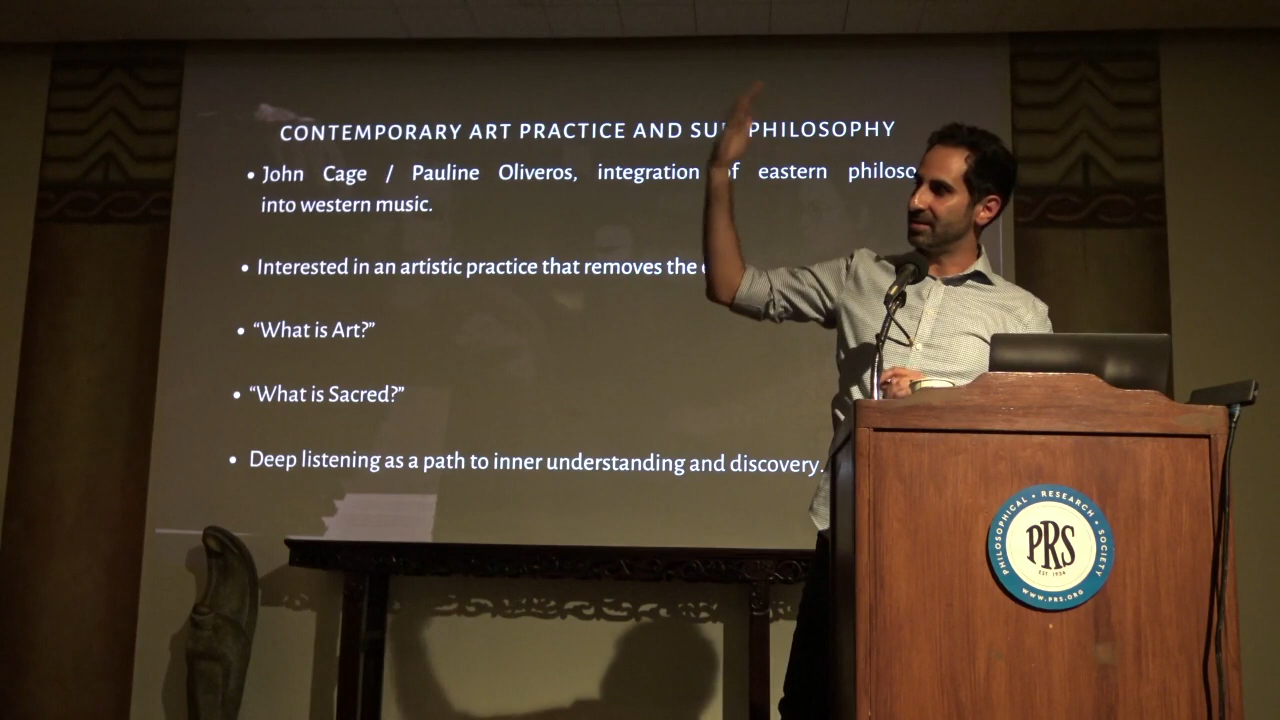 CONTEMPORARY ART PRACTICE AND PHILOSOPHY
• John Cage / Pauline Oliveros, integration of eastern
into western music.
• Interested in an artistic practice that removes the
• “What is Art?”
• “What is Sacred?”
• Deep listening as a path to inner understanding and discovery.
PHILOSOPHICAL • RESEARCH • SOCIETY
PRS
EST 1934
WWW.PRS.ORG